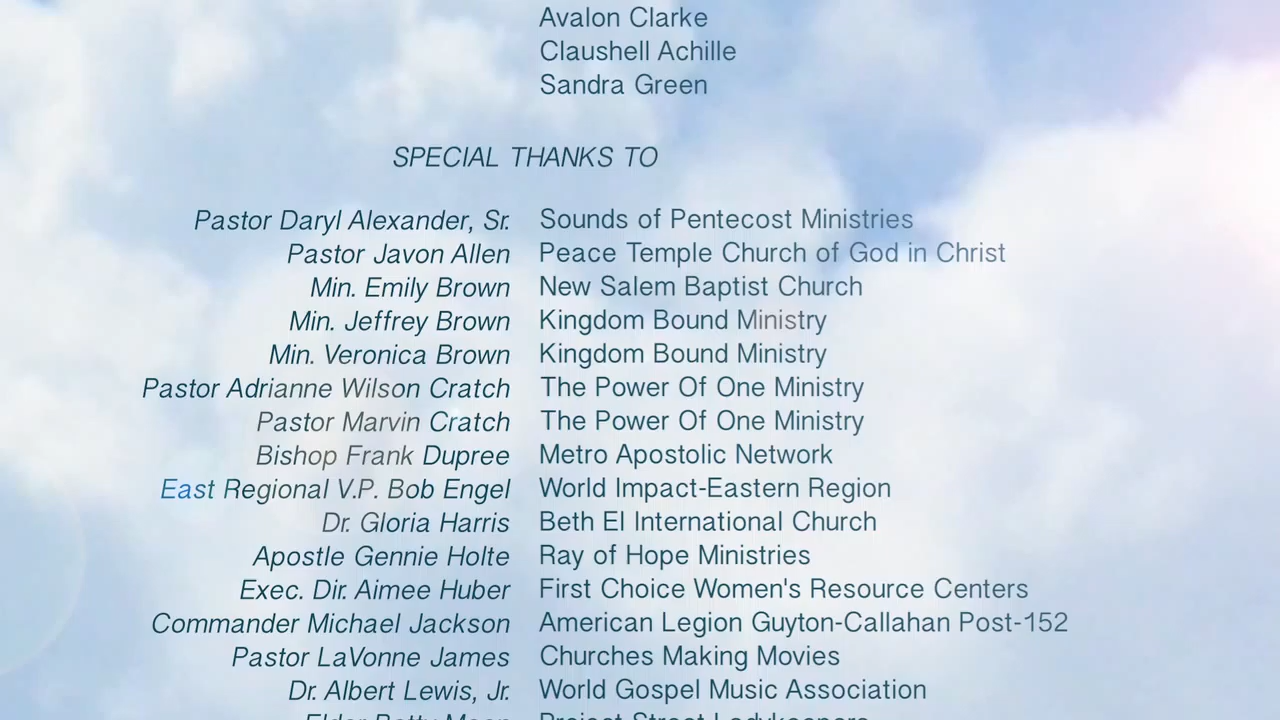 Avalon Clarke
Claushell Achille
Sandra Green
SPECIAL THANKS TO
Pastor Daryl Alexander, Sr. Sounds of Pentecost Ministries
Pastor Javon Allen Peace Temple Church of God in Christ
Min. Emily Brown New Salem Baptist Church
Min. Jeffrey Brown Kingdom Bound Ministry
Min. Veronica Brown Kingdom Bound Ministry
Pastor Adrianne Wilson Cratch The Power Of One Ministry
Pastor Marvin Cratch The Power Of One Ministry
Bishop Frank Dupree Metro Apostolic Network
East Regional V.P. Bob Engel World Impact-Eastern Region
Dr. Gloria Harris Beth El International Church
Apostle Gennie Holte Ray of Hope Ministries
Exec. Dir. Aimee Huber First Choice Women's Resource Centers
Commander Michael Jackson American Legion Guyton-Callahan Post-152
Pastor LaVonne James Churches Making Movies
Dr. Albert Lewis, Jr. World Gospel Music Association
Elder Betty Project Street